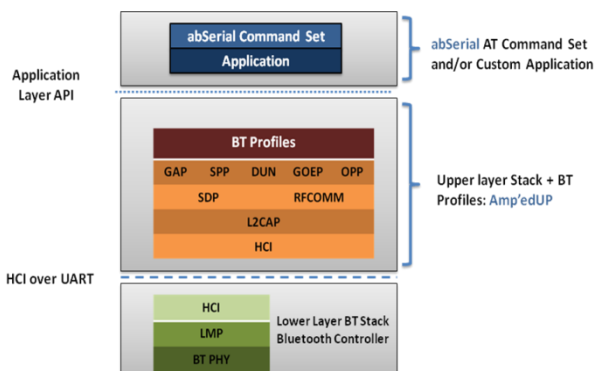 abSerial Command Set
Application
abSerial AT Command Set
and/or Custom Application
Application
Layer API
BT Profiles
GAP SPP DUN GOEP OPP
SDP RFCOMM
L2CAP
HCI
Upper layer Stack + BT
Profiles: Amp'edUP
HCI over UART
HCI
LMP
BT PHY
Lower Layer BT Stack
Bluetooth Controller